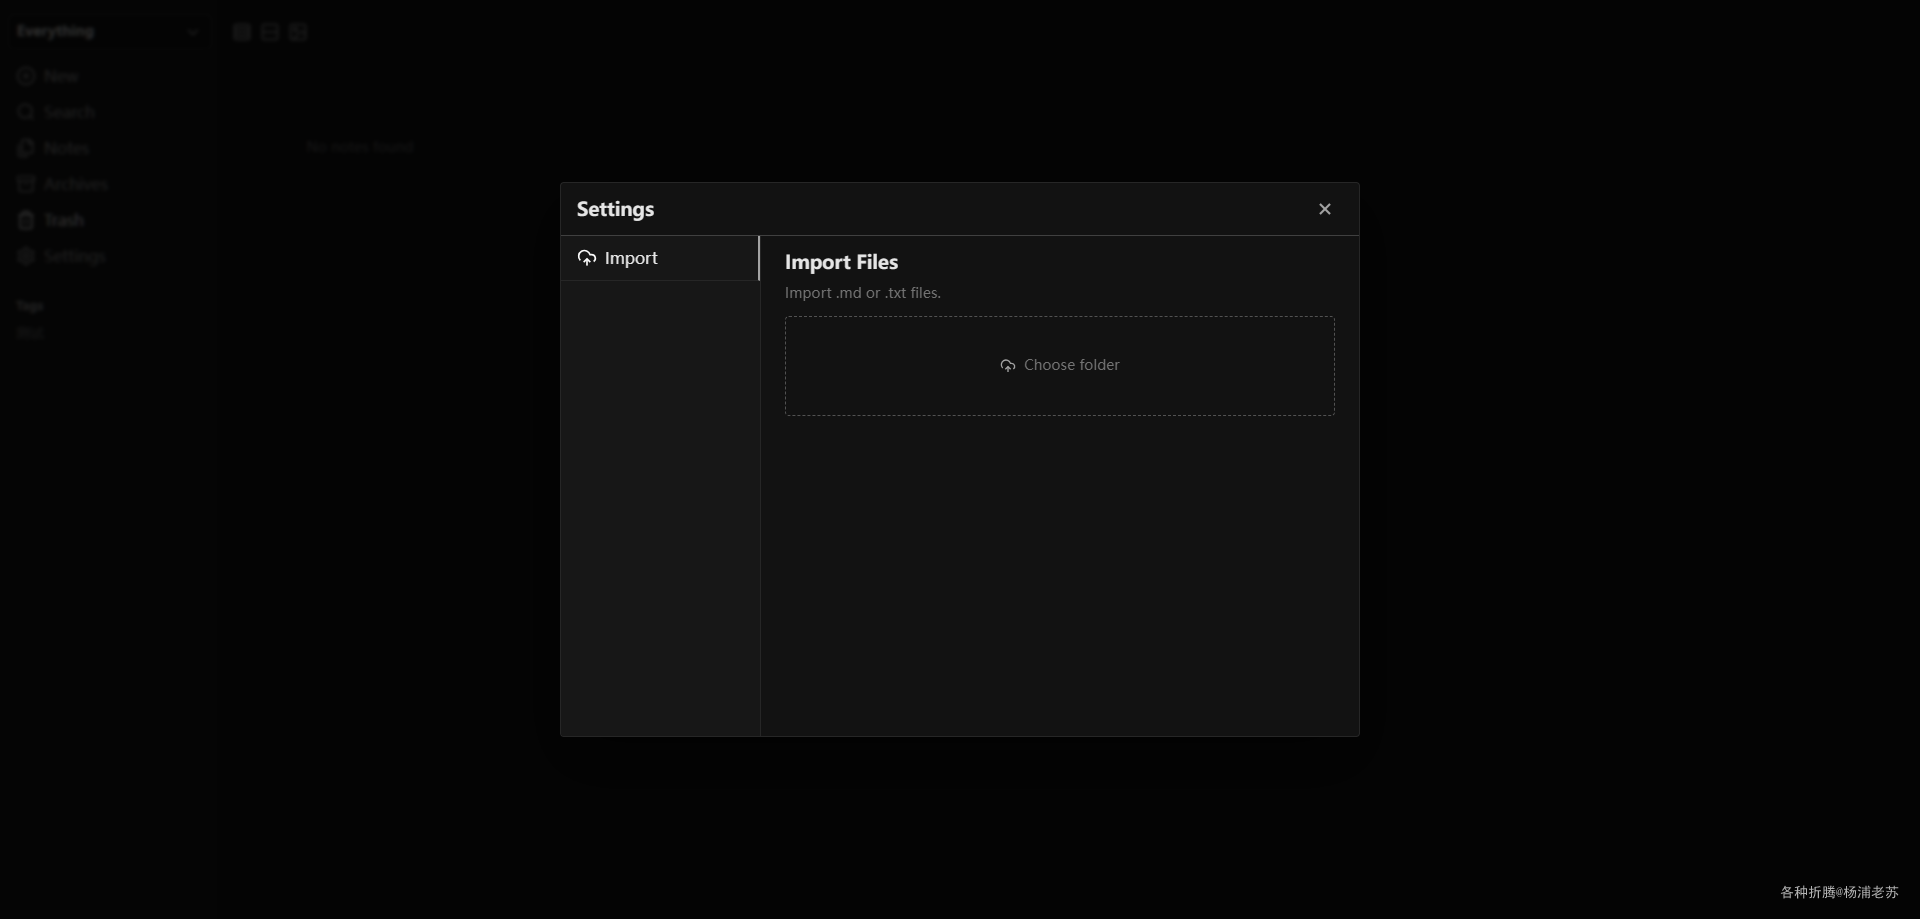 Everything
New
Search
Notes
Archives
Trash
Settings
Tags
No notes found
Settings
Import
Import Files
Import .md or .txt files.
Choose folder
各种折腾@杨浦老苏